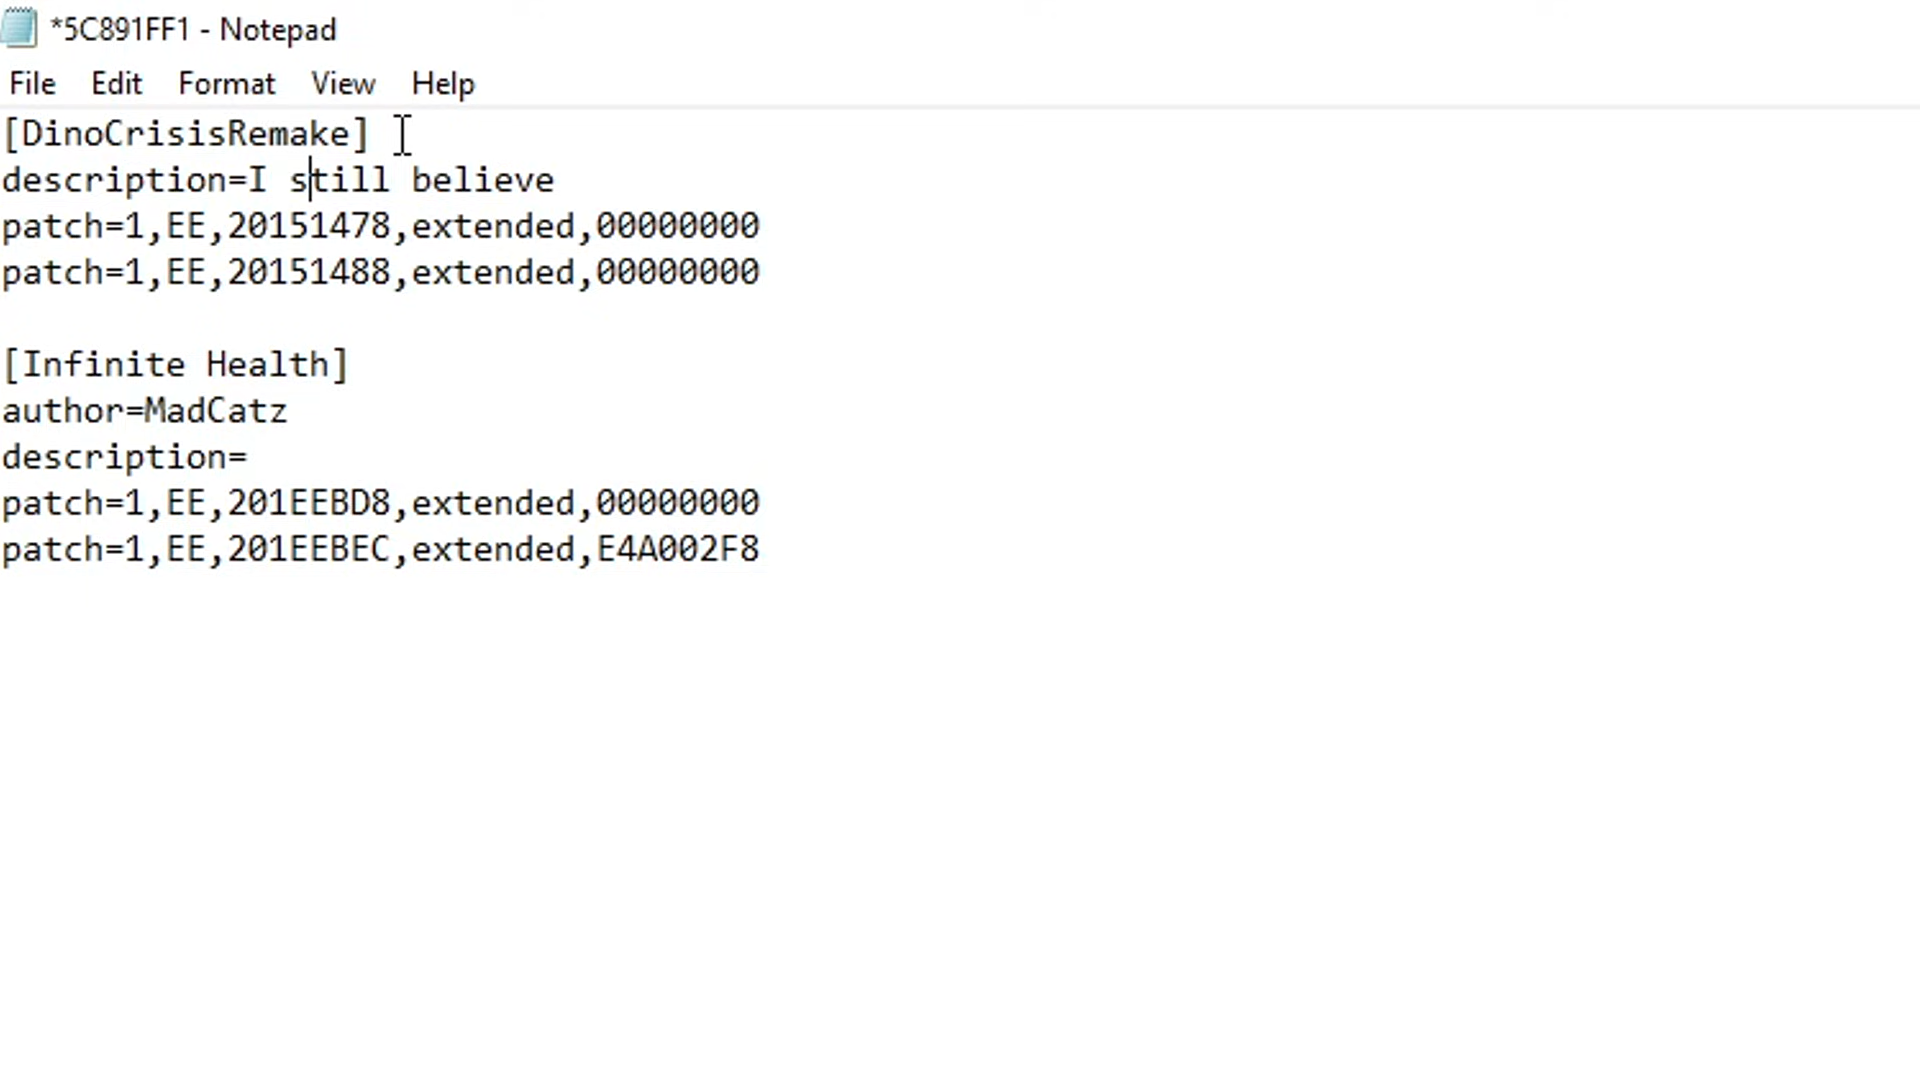 *5C891FF1 - Notepad
File Edit Format View Help
[DinoCrisisRemake]
description=I still believe
patch=1,EE,20151478,extended,00000000
patch=1,EE,20151488,extended,00000000
[Infinite Health]
author=MadCatz
description=
patch=1,EE,201EEBD8,extended,00000000
patch=1,EE,201EEBEC,extended,E4A002F8